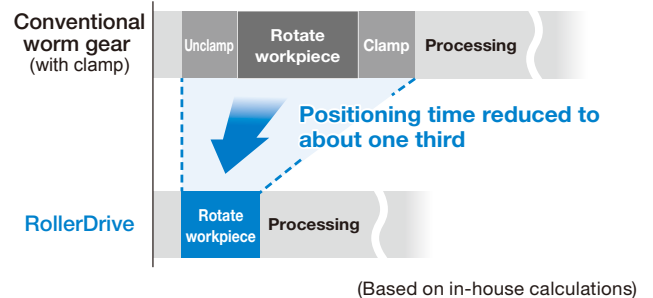 Conventional
worm gear
(with clamp)
Unclamp
Rotate
workpiece
Clamp
Processing
Positioning time reduced to
about one third
RollerDrive
Rotate
workpiece
Processing
(Based on in-house calculations)